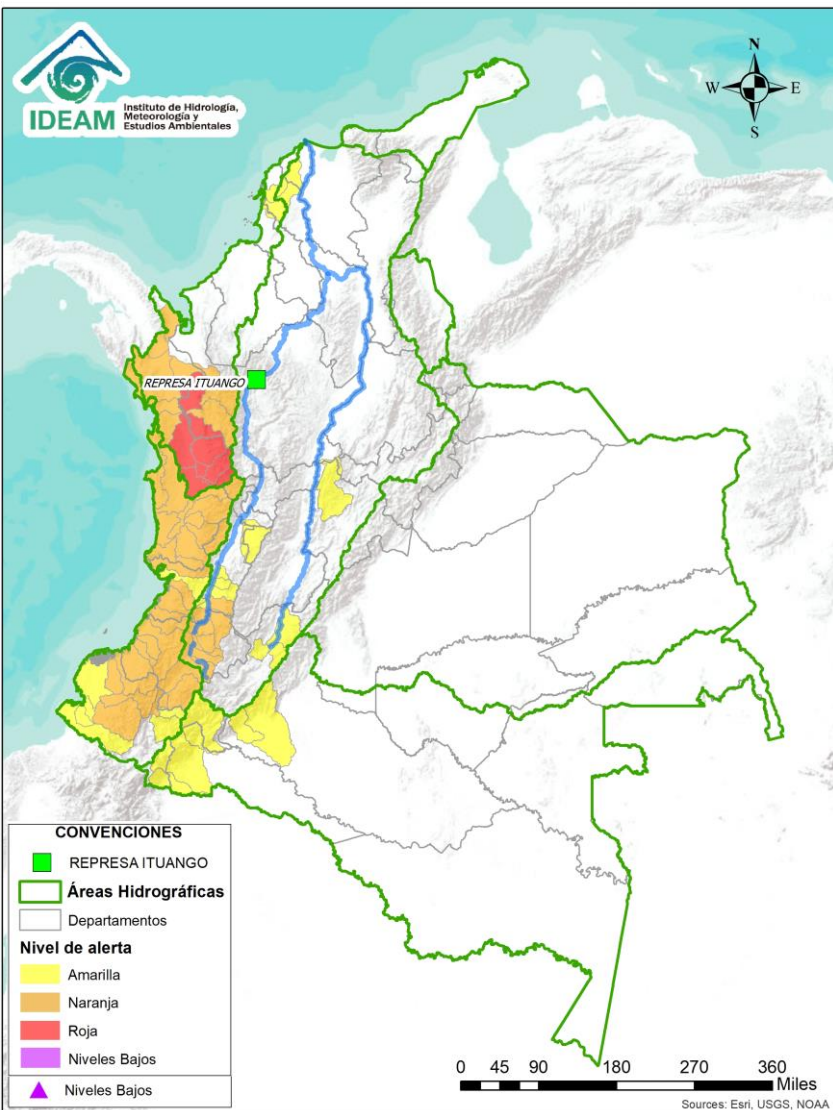 IDEAM
Instituto de Hidrología,
Meteorología y
Estudios Ambientales
N
W
E
S
REPRESA ITUANGO
CONVENCIONES
REPRESA ITUANGO
Áreas Hidrográficas
Departamentos
Nivel de alerta
Amarilla
Naranja
Roja
Niveles Bajos
Niveles Bajos
0 45 90 180 270 360
Miles
Sources: Esri, USGS, NOAA